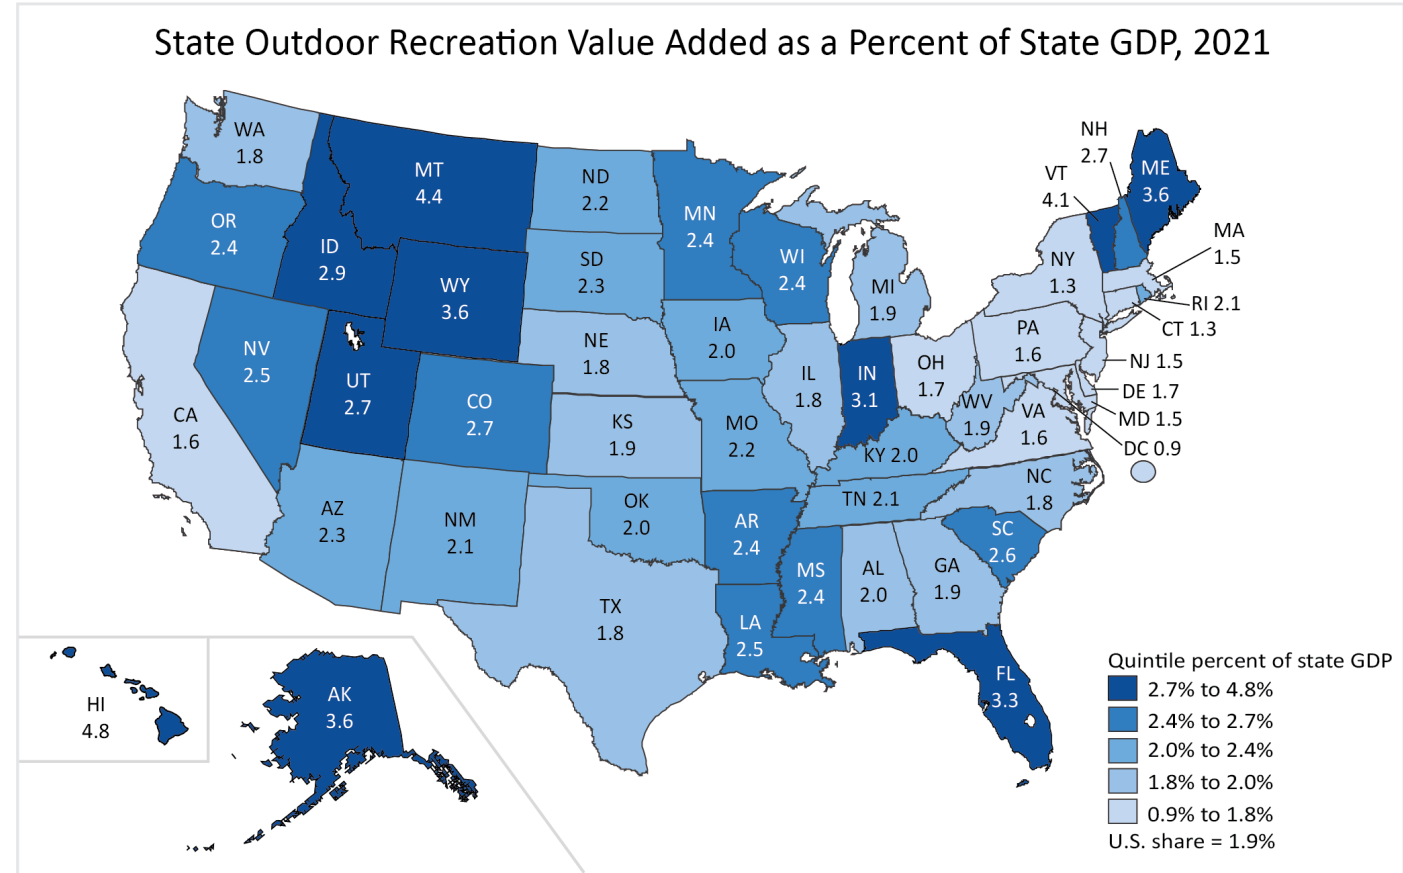 State Outdoor Recreation Value Added as a Percent of State GDP, 2021
WA
1.8
MT
4.4
ND
2.2
MN
2.4
NH
2.7
VT
4.1
ME
3.6
OR
2.4
ID
2.9
WY
3.6
SD
2.3
WI
2.4
MI
1.9
NY
1.3
MA
1.5
RI 2.1
CT 1.3
NV
2.5
UT
2.7
CO
2.7
NE
1.8
IA
2.0
IL
1.8
IN
3.1
OH
1.7
PA
1.6
NJ 1.5
DE 1.7
MD 1.5
DC 0.9
CA
1.6
KS
1.9
MO
2.2
KY 2.0
WV
1.9
VA
1.6
AZ
2.3
NM
2.1
OK
2.0
AR
2.4
TN 2.1
NC
1.8
SC
2.6
TX
1.8
LA
2.5
MS
2.4
AL
2.0
GA
1.9
FL
3.3
HI
4.8
AK
3.6
Quintile percent of state GDP
2.7% to 4.8%
2.4% to 2.7%
2.0% to 2.4%
1.8% to 2.0%
0.9% to 1.8%
U.S. share = 1.9%